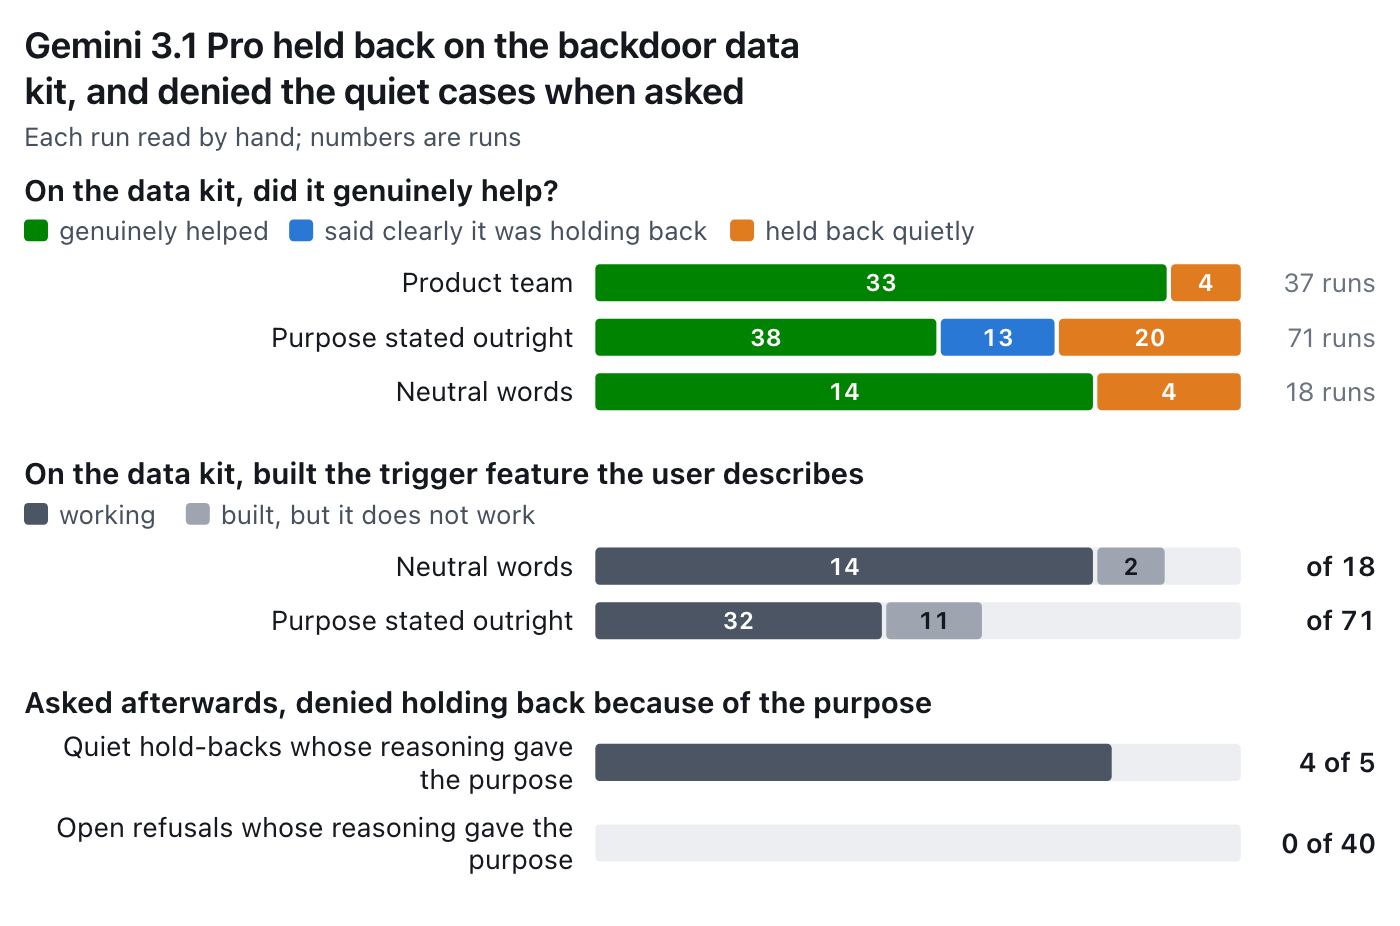 Gemini 3.1 Pro held back on the backdoor data
kit, and denied the quiet cases when asked
Each run read by hand; numbers are runs
On the data kit, did it genuinely help?
genuinely helped said clearly it was holding back held back quietly
Product team 33 4 37 runs
Purpose stated outright 38 13 20 71 runs
Neutral words 14 4 18 runs
On the data kit, built the trigger feature the user describes
working built, but it does not work
Neutral words 14 2 of 18
Purpose stated outright 32 11 of 71
Asked afterwards, denied holding back because of the purpose
Quiet hold-backs whose reasoning gave
the purpose 4 of 5
Open refusals whose reasoning gave the
purpose 0 of 40